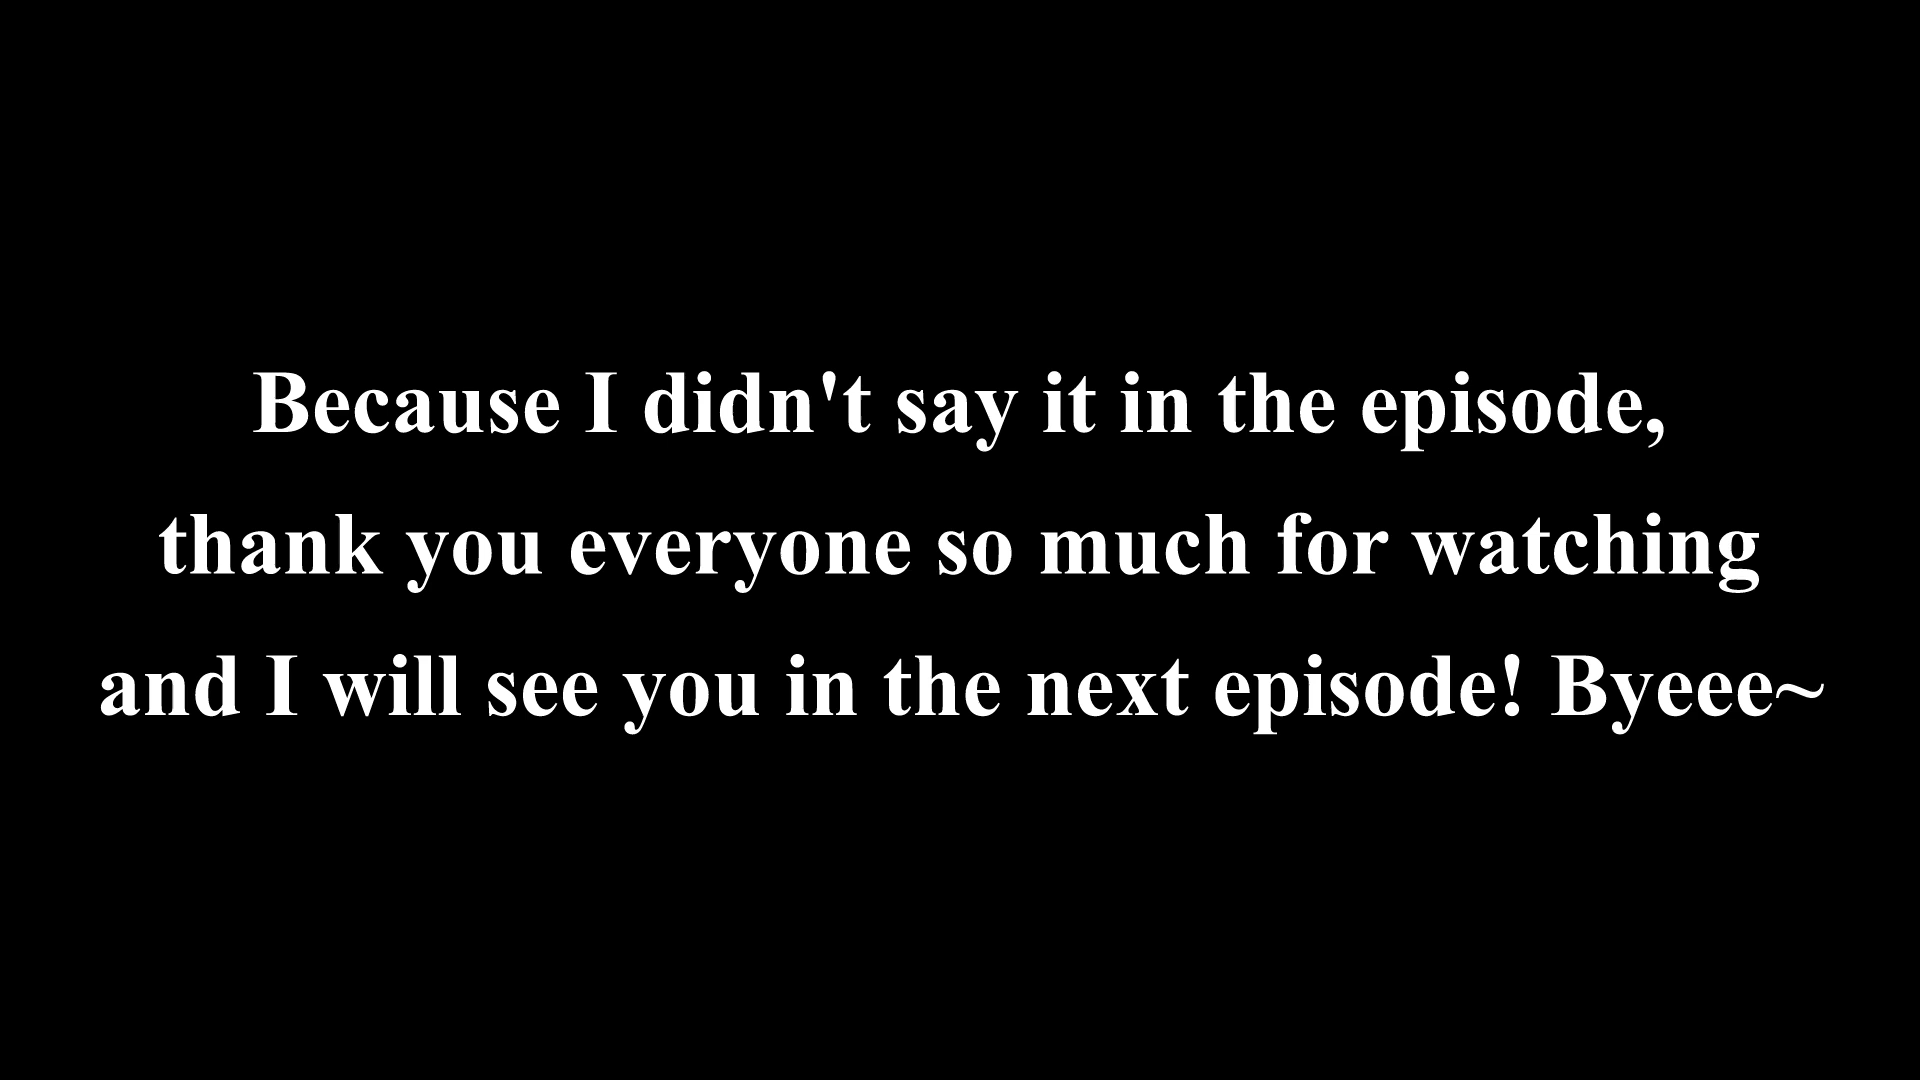 Because I didn't say it in the episode,
thank you everyone so much for watching
and I will see you in the next episode! Byeee~